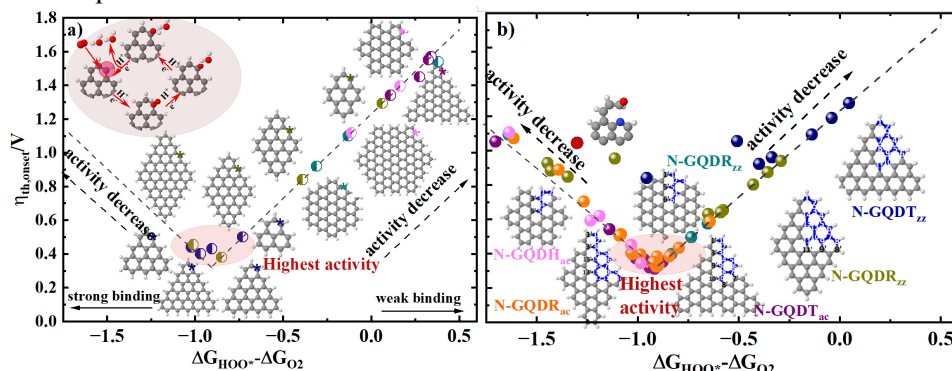 a)
H⁺
e⁻
H⁺
e⁻
H⁺
e⁻
H⁺
e⁻
η_th,onset/V
1.8
1.6
1.4
1.2
1.0
0.8
0.6
0.4
0.2
0.0
activity decrease
Highest activity
activity decrease
strong binding
weak binding
−1.5
−1.0
−0.5
0.0
0.5
ΔG_HOO*-ΔG_O2
b)
activity decrease
activity decrease
N-GQDR_zz
N-GQDT_zz
N-GQDH_ac
N-GQDR_zz
N-GQDR_ac
Highest
activity
N-GQDT_ac
−1.5
−1.0
−0.5
0.0
0.5
ΔG_HOO*-ΔG_O2